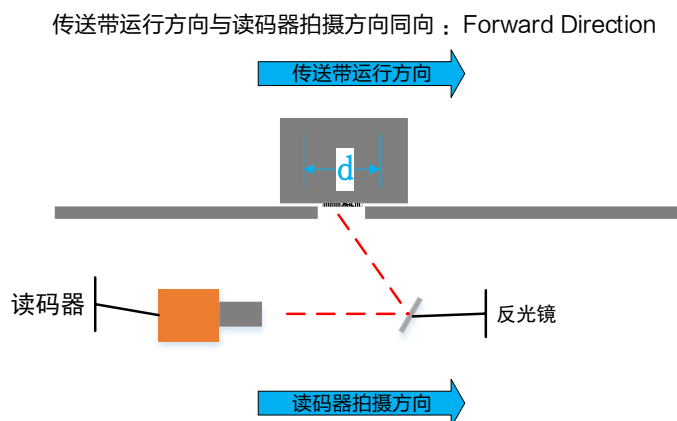 传送带运行方向与读码器拍摄方向同向：Forward Direction
传送带运行方向
d
读码器
反光镜
读码器拍摄方向